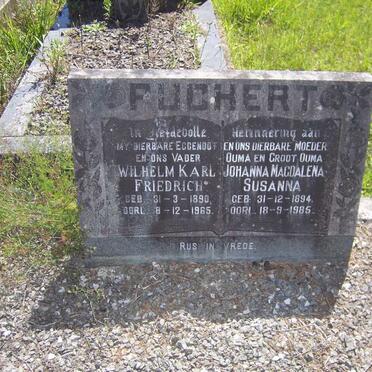 PUCHERT
In Liefdevolle Herinnering aan
MY DIERBARE EGGENOOT
EN ONS VADER
WILHELM KARL
FRIEDRICH
GEB. 31-3-1890.
OORL. 8-12-1965.
EN ONS DIERBARE MOEDER
OUMA EN GROOT OUMA
JOHANNA MAGDALENA
SUSANNA
GEB. 31-12-1894.
OORL. 18-9-1985.
RUS IN VREDE.